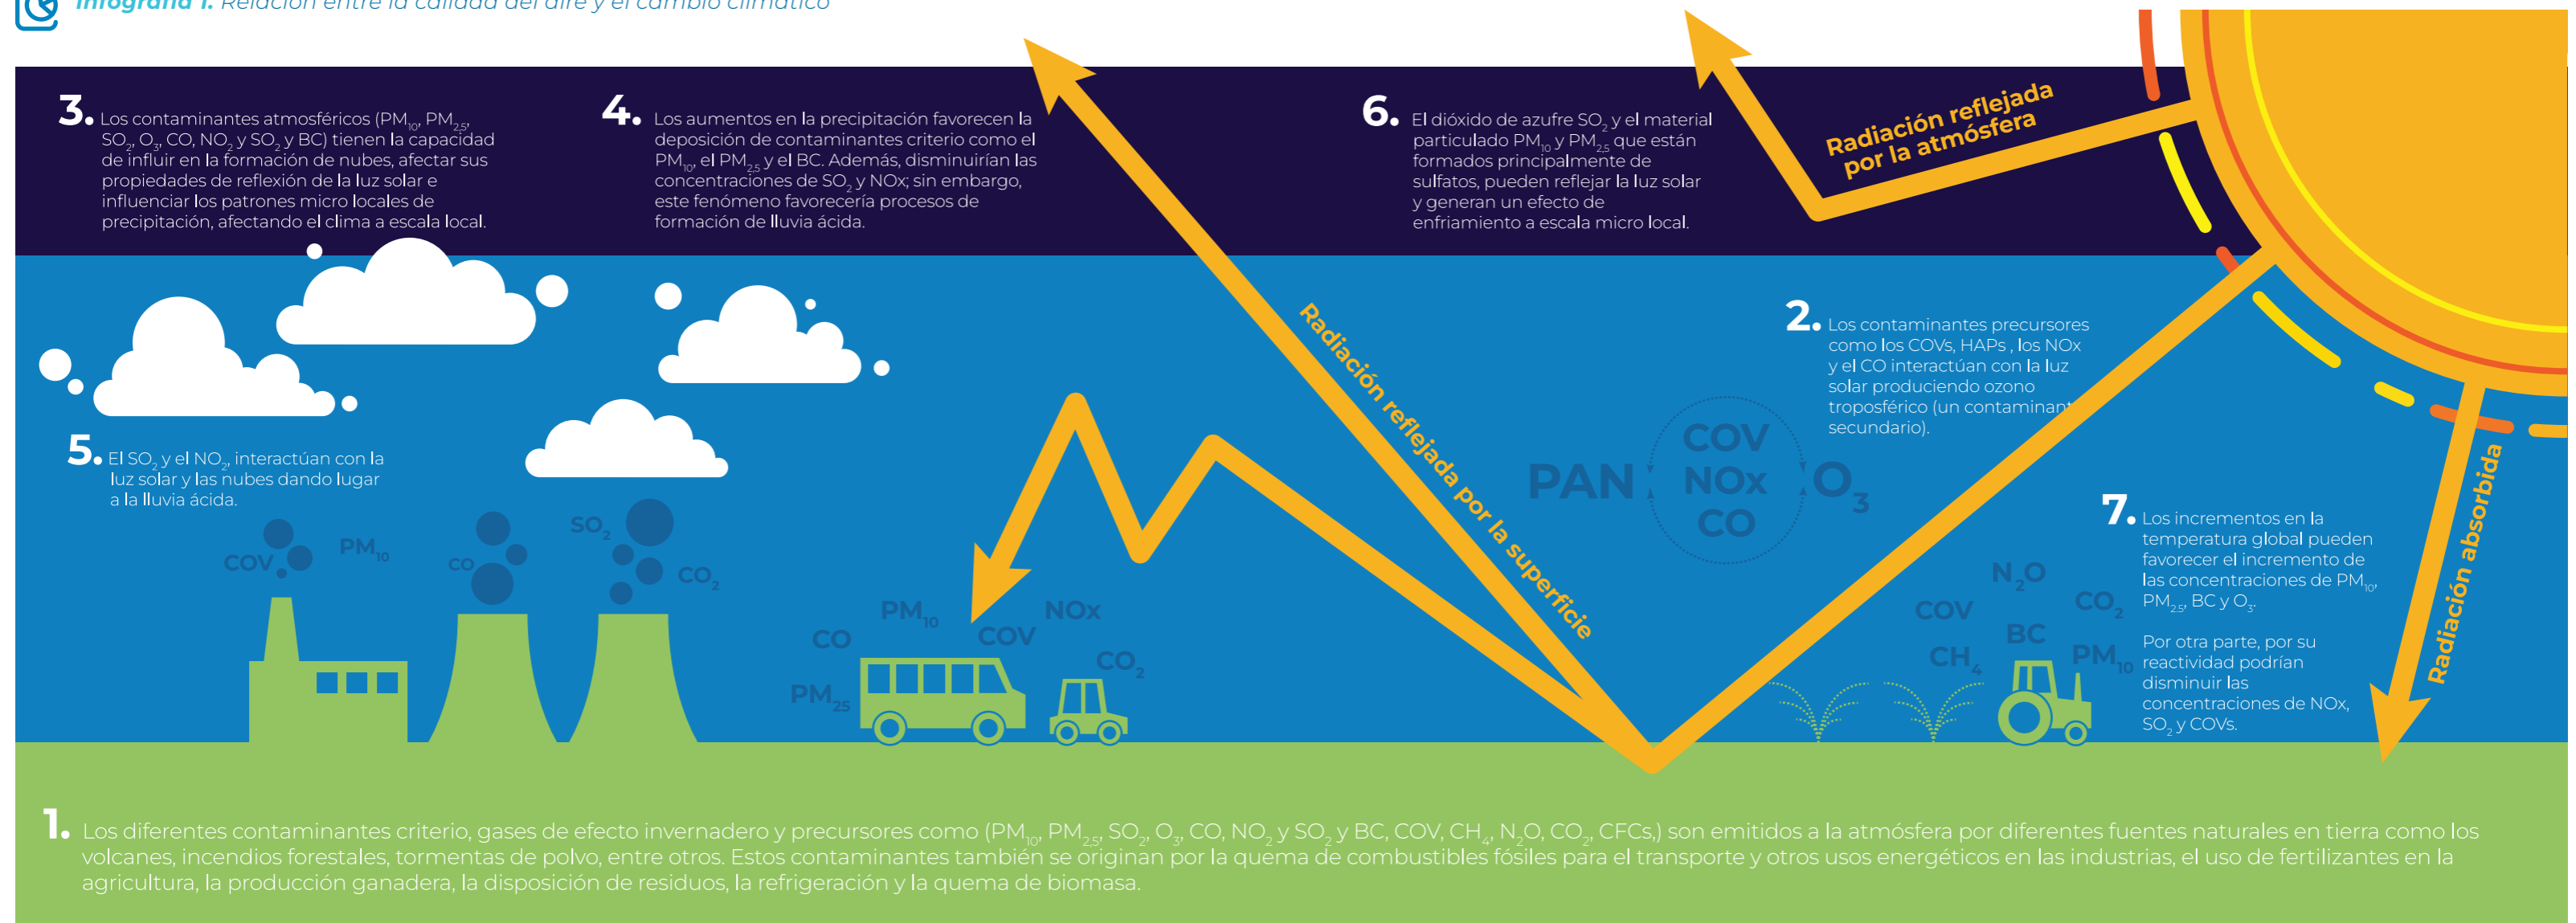 Infografía 1. Relación entre la calidad del aire y el cambio climático
3. Los contaminantes atmosféricos (PM₁₀, PM₂,₅,
SO₂, O₃, CO, NO₂ y SO₂ y BC) tienen la capacidad
de influir en la formación de nubes, afectar sus
propiedades de reflexión de la luz solar e
influenciar los patrones micro locales de
precipitación, afectando el clima a escala local.
4. Los aumentos en la precipitación favorecen la
deposición de contaminantes criterio como el
PM₁₀, el PM₂,₅ y el BC. Además, disminuirían las
concentraciones de SO₂ y NOx; sin embargo,
este fenómeno favorecería procesos de
formación de lluvia ácida.
6. El dióxido de azufre SO₂ y el material
particulado PM₁₀ y PM₂,₅ que están
formados principalmente de
sulfatos, pueden reflejar la luz solar
y generan un efecto de
enfriamiento a escala micro local.
Radiación reflejada
por la atmósfera
Radiación reflejada por la superficie
2. Los contaminantes precursores
como los COVs, HAPs , los NOx
y el CO interactúan con la luz
solar produciendo ozono
troposférico (un contaminan
secundario).
5. El SO₂ y el NO₂, interactúan con la
luz solar y las nubes dando lugar
a la lluvia ácida.
COV
PM₁₀
CO
SO₂
CO₂
PM₁₀
NOx
CO
COV
CO₂
PM₂₅
PAN
COV
NOx
CO
O₃
N₂O
COV
CO₂
BC
CH₄
PM₁₀
7. Los incrementos en la
temperatura global pueden
favorecer el incremento de
las concentraciones de PM₁₀,
PM₂.₅, BC y O₃.
Por otra parte, por su
reactividad podrían
disminuir las
concentraciones de NOx,
SO₂ y COVs.
Radiación absorbida
1. Los diferentes contaminantes criterio, gases de efecto invernadero y precursores como (PM₁₀, PM₂,₅, SO₂, O₃, CO, NO₂ y SO₂ y BC, COV, CH₄, N₂O, CO₂, CFCs,) son emitidos a la atmósfera por diferentes fuentes naturales en tierra como los
volcanes, incendios forestales, tormentas de polvo, entre otros. Estos contaminantes también se originan por la quema de combustibles fósiles para el transporte y otros usos energéticos en las industrias, el uso de fertilizantes en la
agricultura, la producción ganadera, la disposición de residuos, la refrigeración y la quema de biomasa.